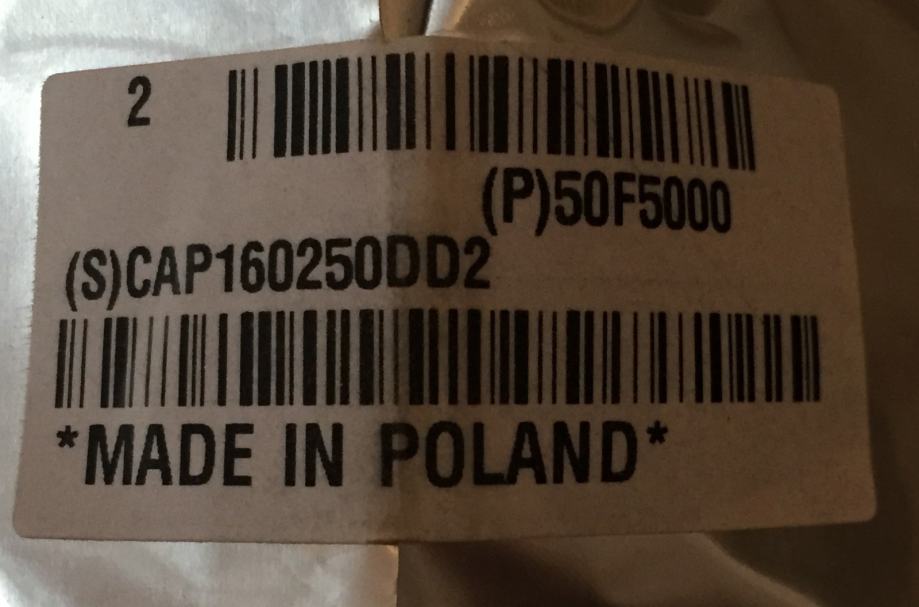 2
(P)50F5000
(S)CAP160250DD2
*MADE IN POLAND*